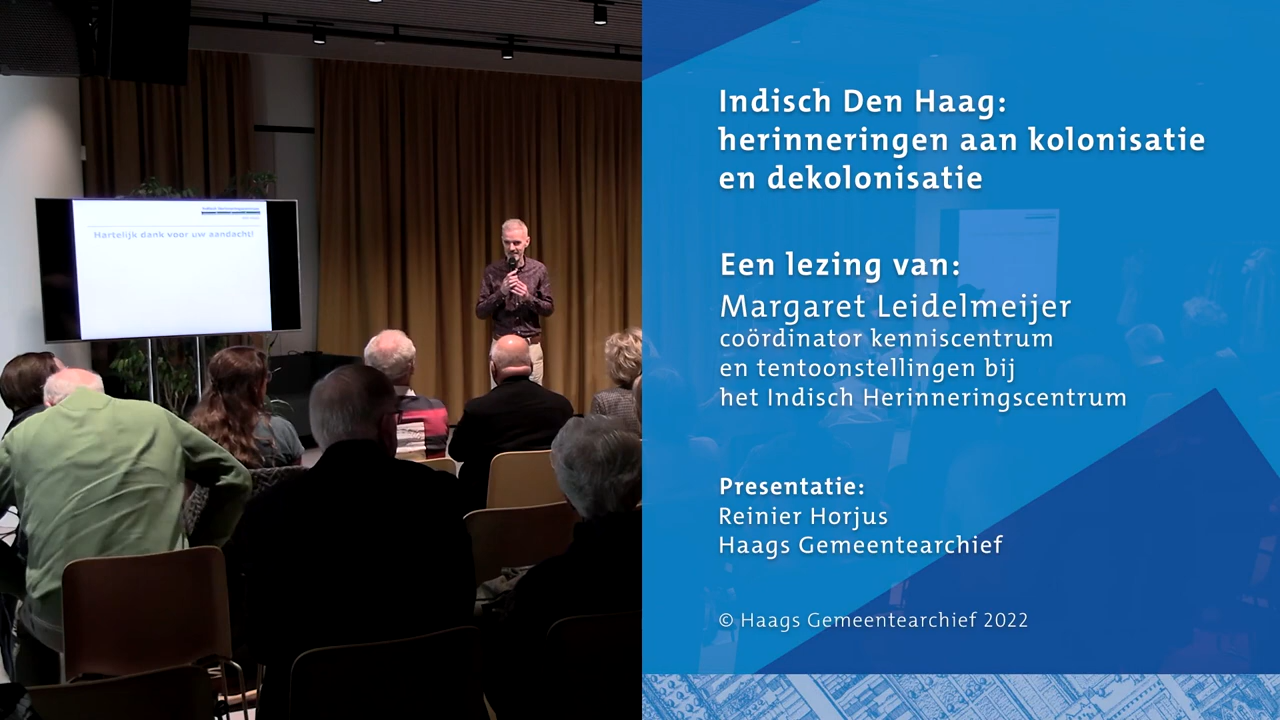 Hartelijk dank voor uw aandacht!
Indisch Den Haag:
herinneringen aan kolonisatie
en dekolonisatie
Een lezing van:
Margaret Leidelmeijer
coördinator kenniscentrum
en tentoonstellingen bij
het Indisch Herinneringscentrum
Presentatie:
Reinier Horjus
Haags Gemeentearchief
© Haags Gemeentearchief 2022